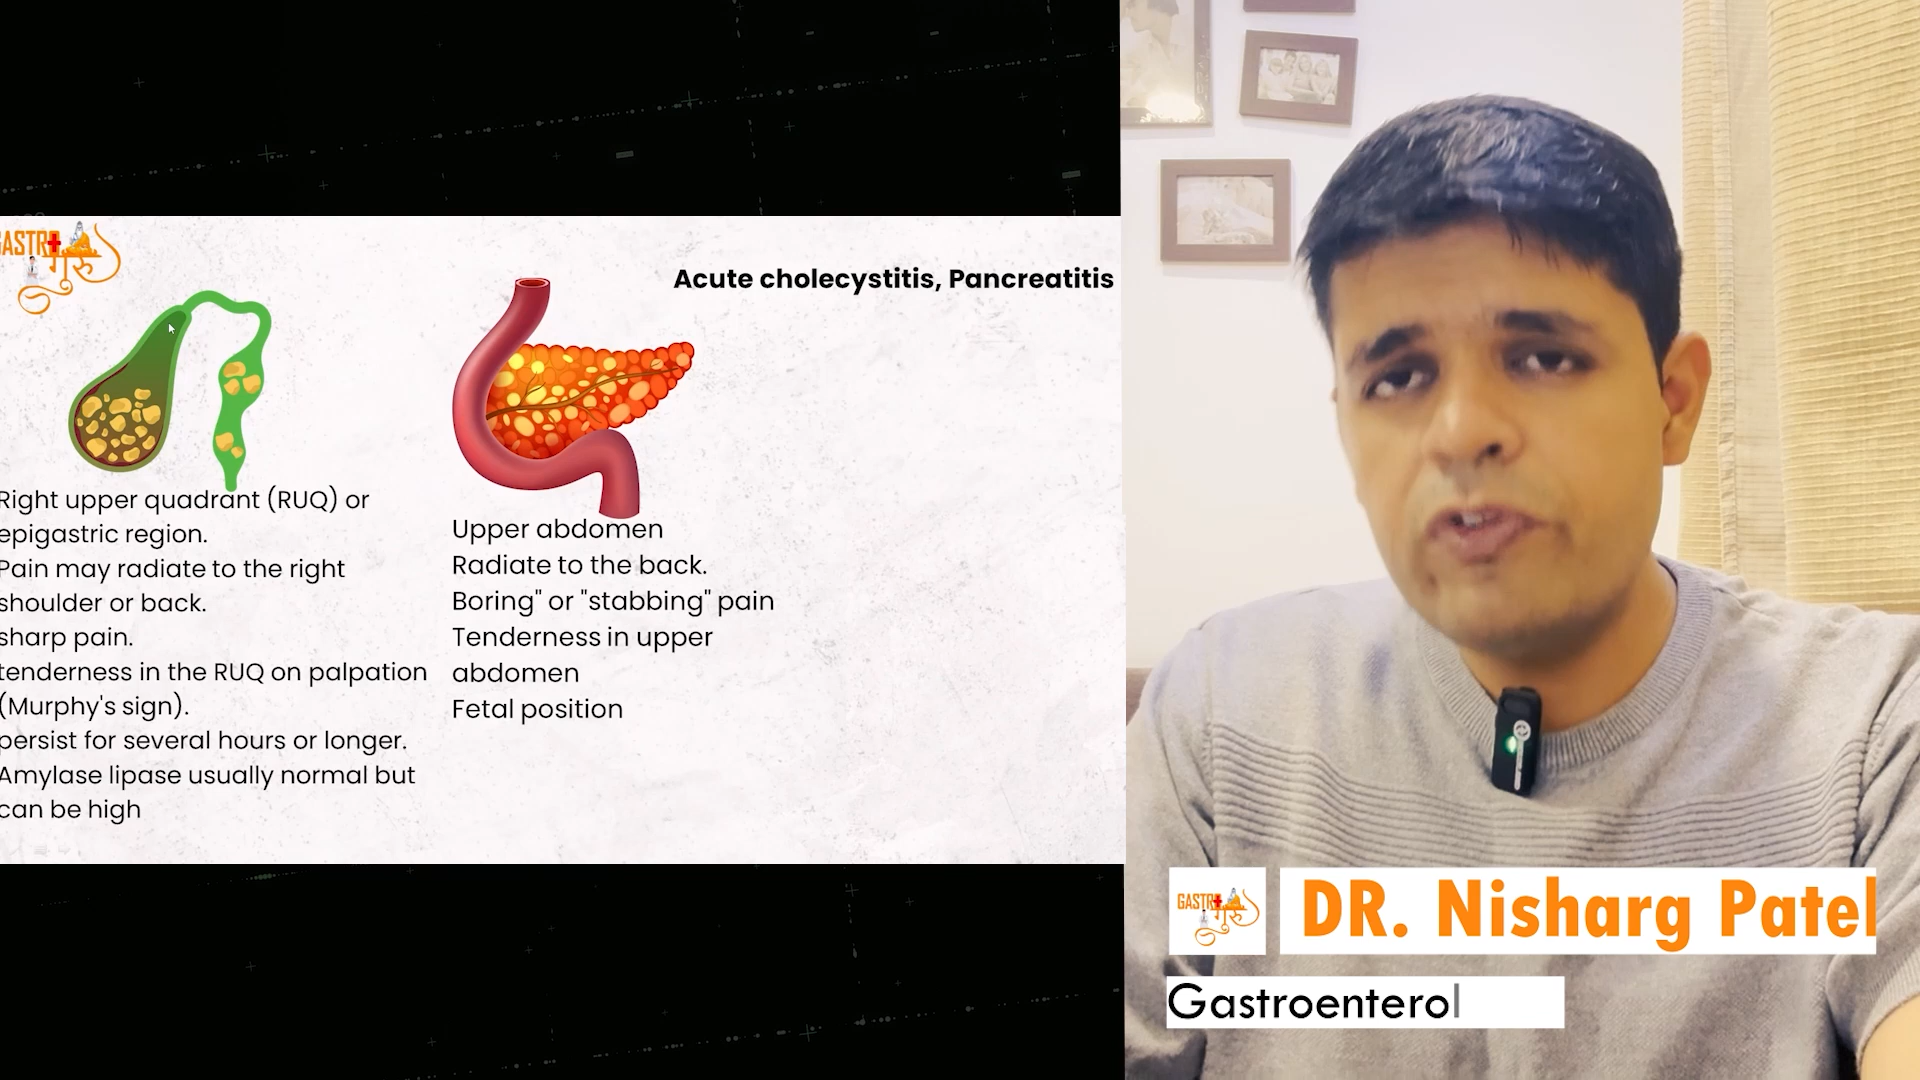 GASTRO
ગુરુ
Acute cholecystitis, Pancreatitis
Right upper quadrant (RUQ) or
epigastric region.
Pain may radiate to the right
shoulder or back.
sharp pain.
tenderness in the RUQ on palpation
(Murphy's sign).
persist for several hours or longer.
Amylase lipase usually normal but
can be high
Upper abdomen
Radiate to the back.
Boring" or "stabbing" pain
Tenderness in upper
abdomen
Fetal position
GASTRO
ગુરુ
DR. Nisharg Patel
Gastroenterol